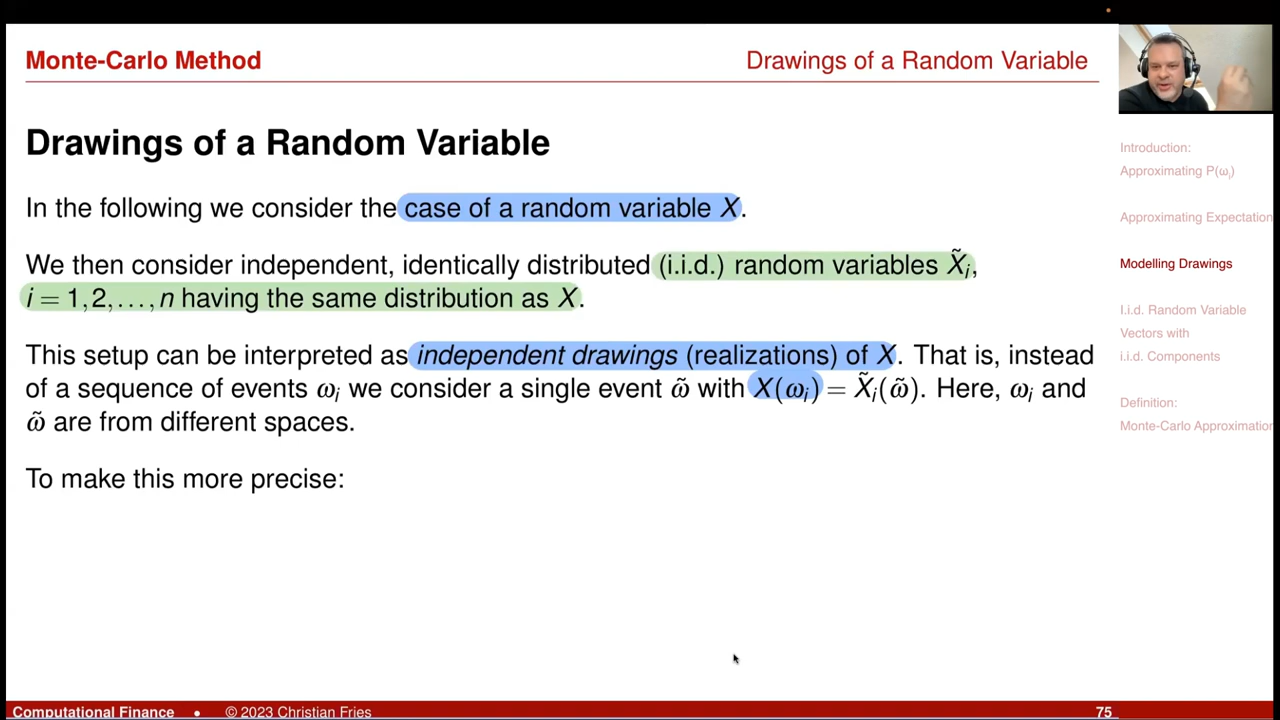 Monte-Carlo Method
Drawings of a Random Variable
Drawings of a Random Variable
In the following we consider the case of a random variable X.
We then consider independent, identically distributed (i.i.d.) random variables X̃ᵢ,
i = 1,2,…,n having the same distribution as X.
This setup can be interpreted as independent drawings (realizations) of X. That is, instead
of a sequence of events ωᵢ we consider a single event ω̃ with X(ωᵢ) = X̃ᵢ(ω̃). Here, ωᵢ and
ω̃ are from different spaces.
To make this more precise:
Introduction:
Approximating P(ωᵢ)
Approximating Expectation
Modelling Drawings
I.i.d. Random Variable
Vectors with
i.i.d. Components
Definition:
Monte-Carlo Approximation
Computational Finance • © 2023 Christian Fries
75